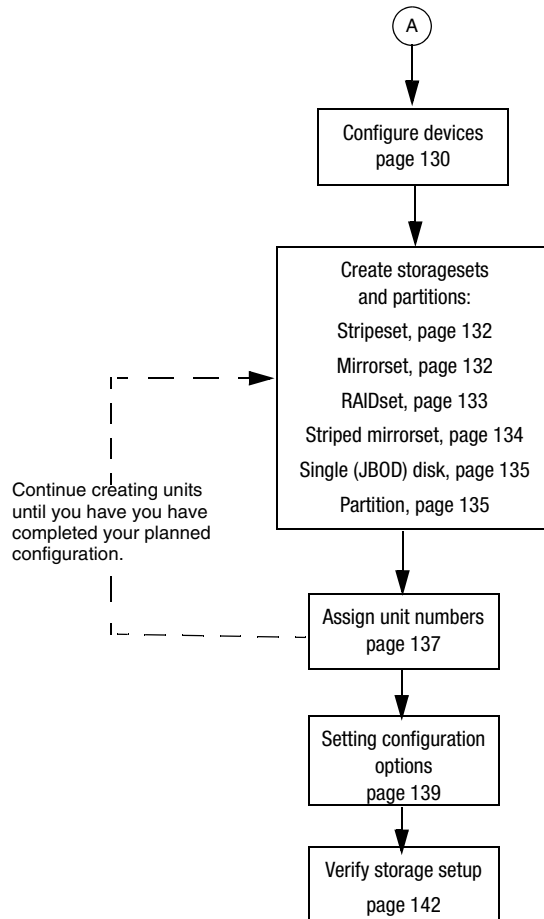 A
Configure devices
page 130
Create storagesets
and partitions:
Stripeset, page 132
Mirrorset, page 132
RAIDset, page 133
Striped mirrorset, page 134
Single (JBOD) disk, page 135
Partition, page 135
Continue creating units
until you have you have
completed your planned
configuration.
Assign unit numbers
page 137
Setting configuration
options
page 139
Verify storage setup
page 142